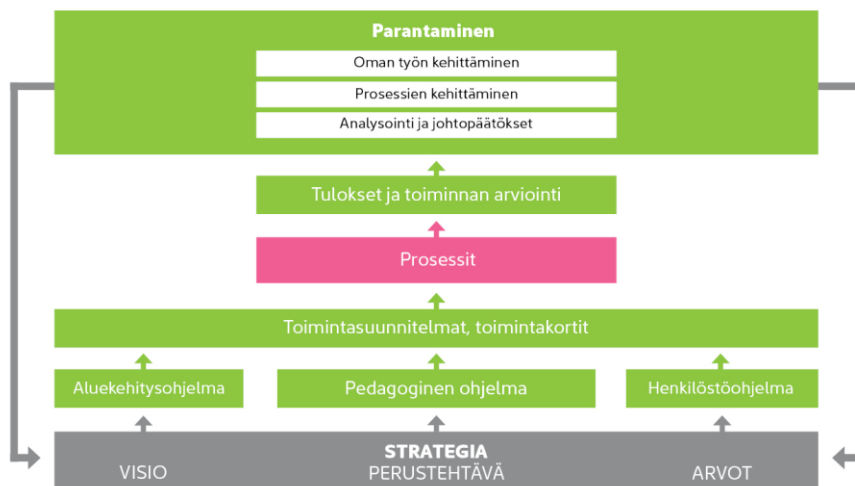 Parantaminen
Oman työn kehittäminen
Prosessien kehittäminen
Analysointi ja johtopäätökset
Tulokset ja toiminnan arviointi
Prosessit
Toimintasuunnitelmat, toimintakortit
Aluekehitysohjelma
Pedagoginen ohjelma
Henkilöstöohjelma
STRATEGIA
VISIO
PERUSTEHTÄVÄ
ARVOT